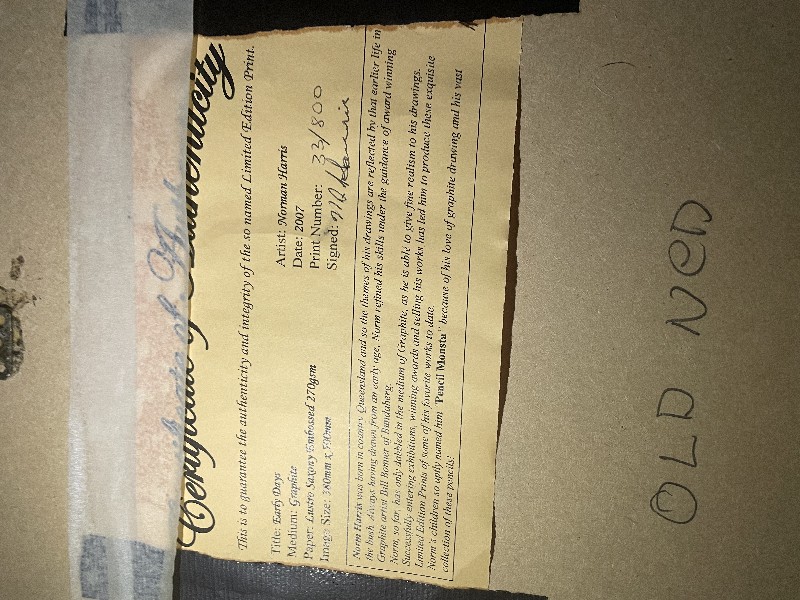 Certificate of Authenticity
This is to guarantee the authenticity and integrity of the so named Limited Edition Print.
Title: Early Days
Medium: Graphite
Paper: Lustre Saxony Embossed 270gsm
Image Size: 380mm x 590mm
Artist: Norman Harris
Date: 2007
Print Number: 33/800
Signed: M Harris
Norm Harris was born in country Queensland and so the themes of his drawings are reflected by that earlier life in
the bush. Always having drawn from an early age, Norm refined his skills under the guidance of award winning
Graphite artist Bill Bonner of Bundaberg.
Norm, so far, has only dabbled in the medium of Graphite, as he is able to give fine realism to his drawings.
Successfully entering exhibitions, winning awards and selling his works has led him to produce these exquisite
Limited Edition Prints of some of his favorite works to date.
Norm's children so aptly named him "Pencil Monsta" because of his love of graphite drawing and his vast
collection of these pencils!
OLD NED